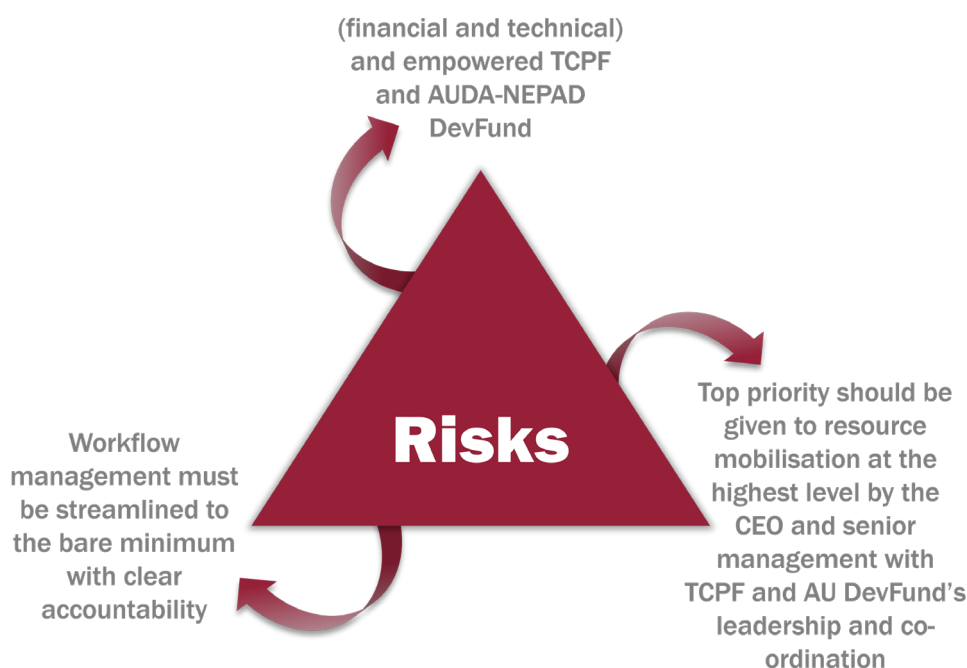 (financial and technical)
and empowered TCPF
and AUDA-NEPAD
DevFund
Risks
Workflow
management must
be streamlined to
the bare minimum
with clear
accountability
Top priority should be
given to resource
mobilisation at the
highest level by the
CEO and senior
management with
TCPF and AU DevFund’s
leadership and co-
ordination